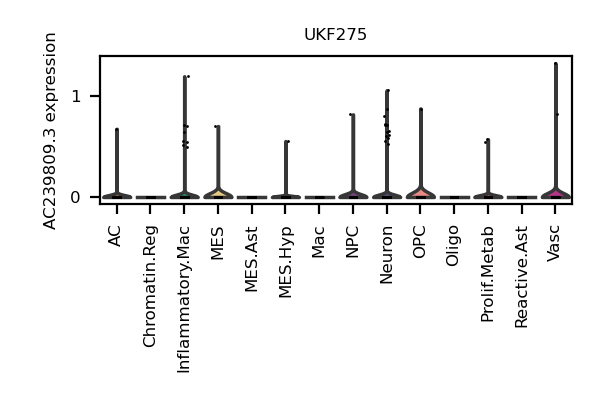 UKF275
AC239809.3 expression
1
0
AC
Chromatin.Reg
Inflammatory.Mac
MES
MES.Ast
MES.Hyp
Mac
NPC
Neuron
OPC
Oligo
Prolif.Metab
Reactive.Ast
Vasc